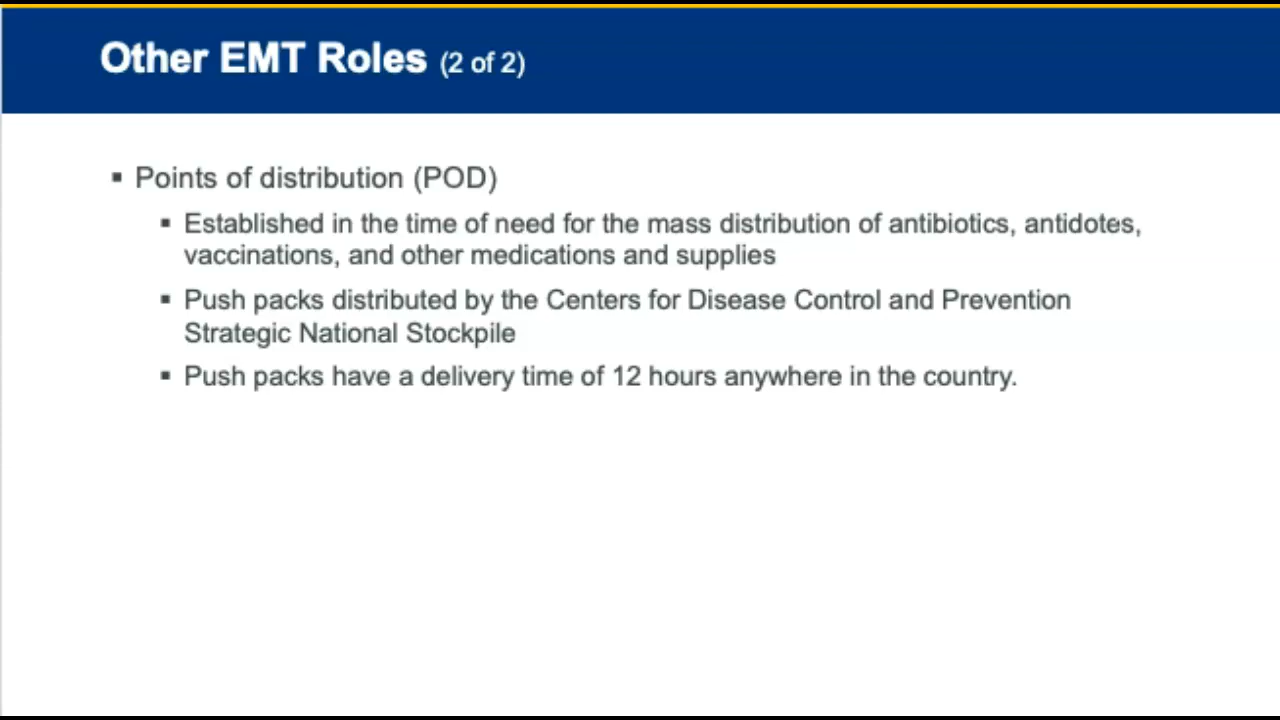 Other EMT Roles (2 of 2)
▪ Points of distribution (POD)
▪ Established in the time of need for the mass distribution of antibiotics, antidotes,
vaccinations, and other medications and supplies
▪ Push packs distributed by the Centers for Disease Control and Prevention
Strategic National Stockpile
▪ Push packs have a delivery time of 12 hours anywhere in the country.